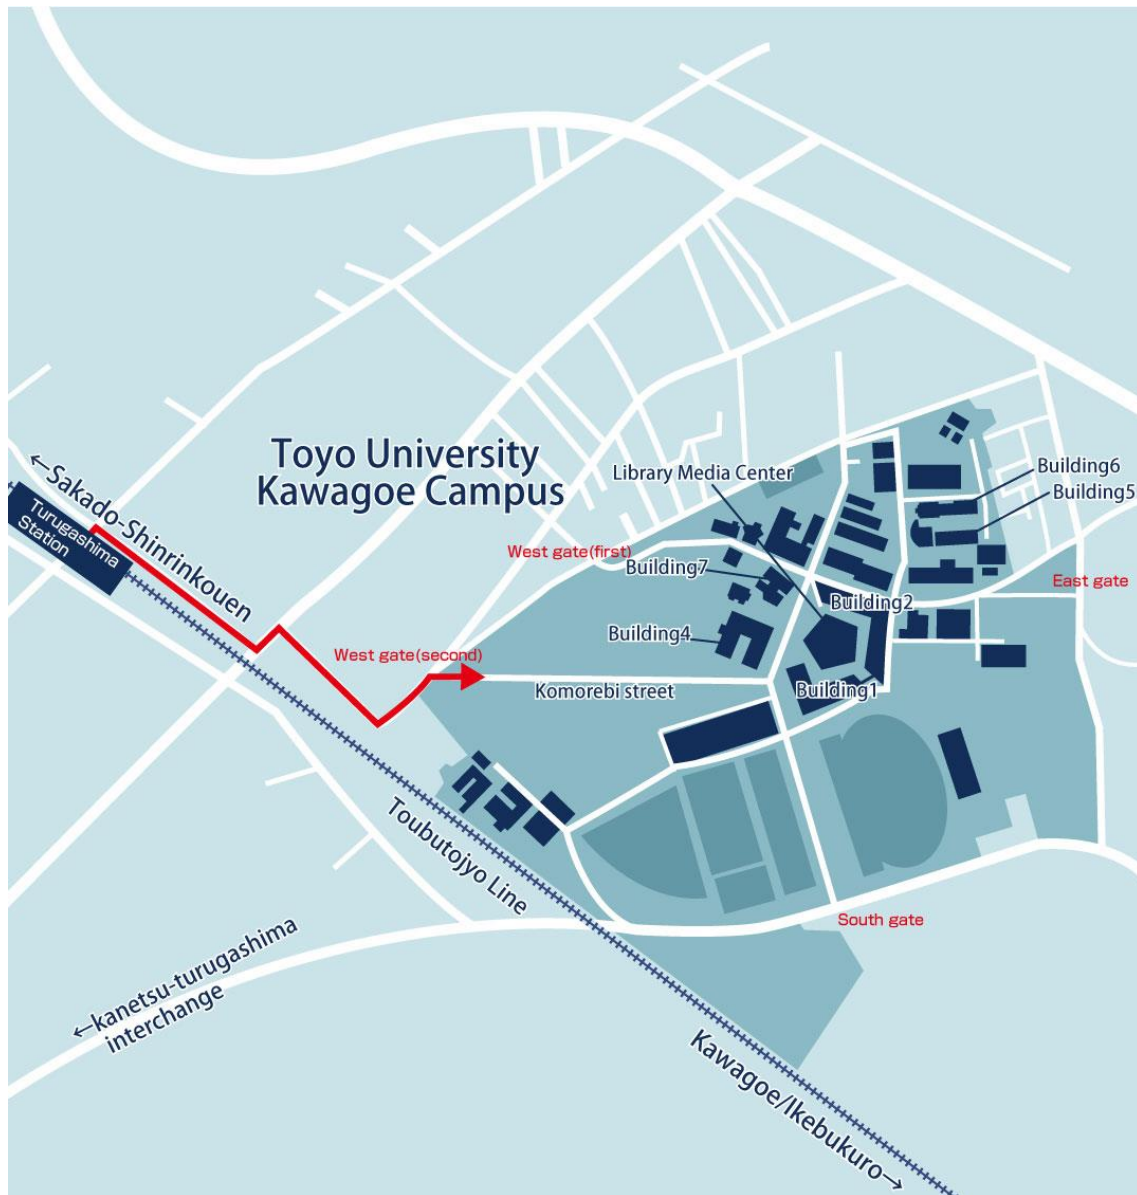 Toyo University
Kawagoe Campus
←Sakado-Shinrinkouen
Turugashima
Station
Library Media Center
Building6
Building5
West gate(first)
Building7
East gate
Building2
Building4
West gate(second)
Komorebi street
Building1
Toubutojyo Line
South gate
←kanetsu-turugashima
interchange
Kawagoe/Ikebukuro→